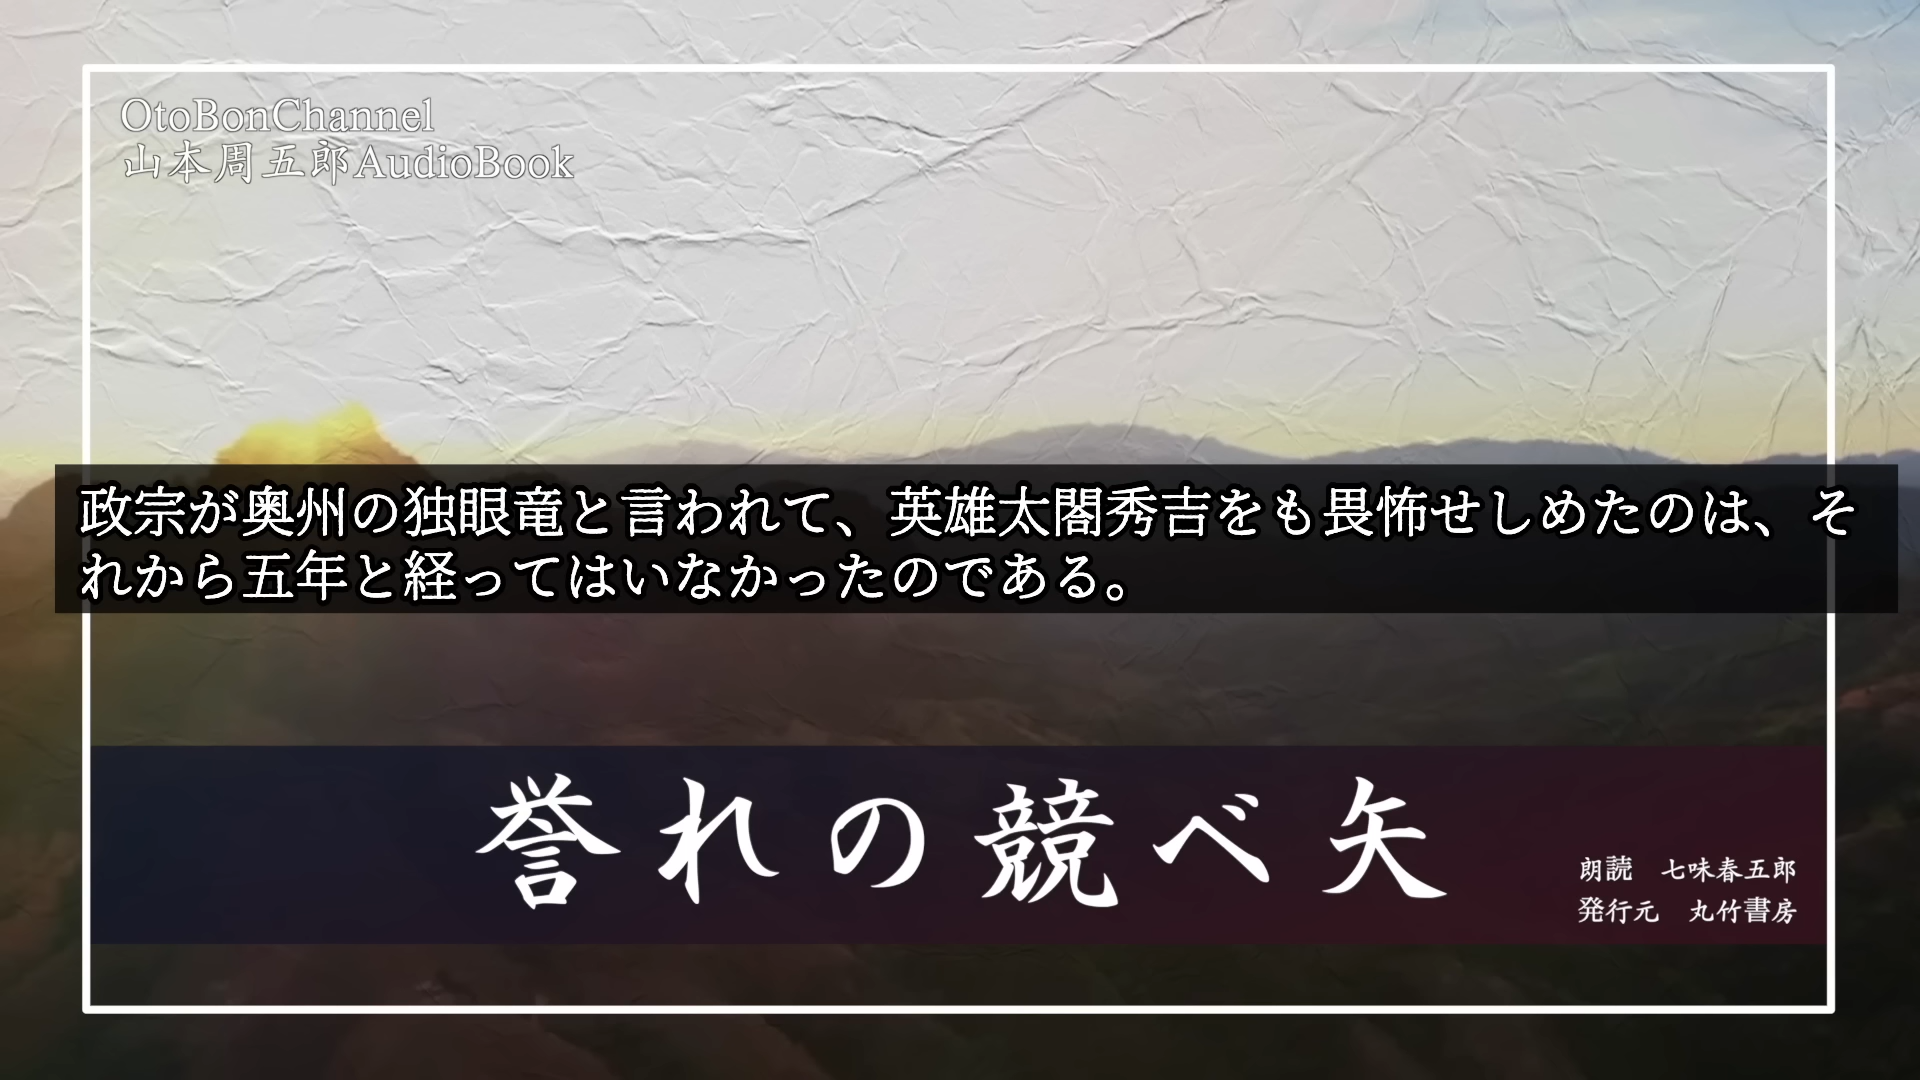 OtoBonChannel
山本周五郎AudioBook
政宗が奥州の独眼竜と言われて、英雄太閤秀吉をも畏怖せしめたのは、そ
れから五年と経ってはいなかったのである。
誉れの競べ矢
朗読　七味春五郎
発行元　丸竹書房